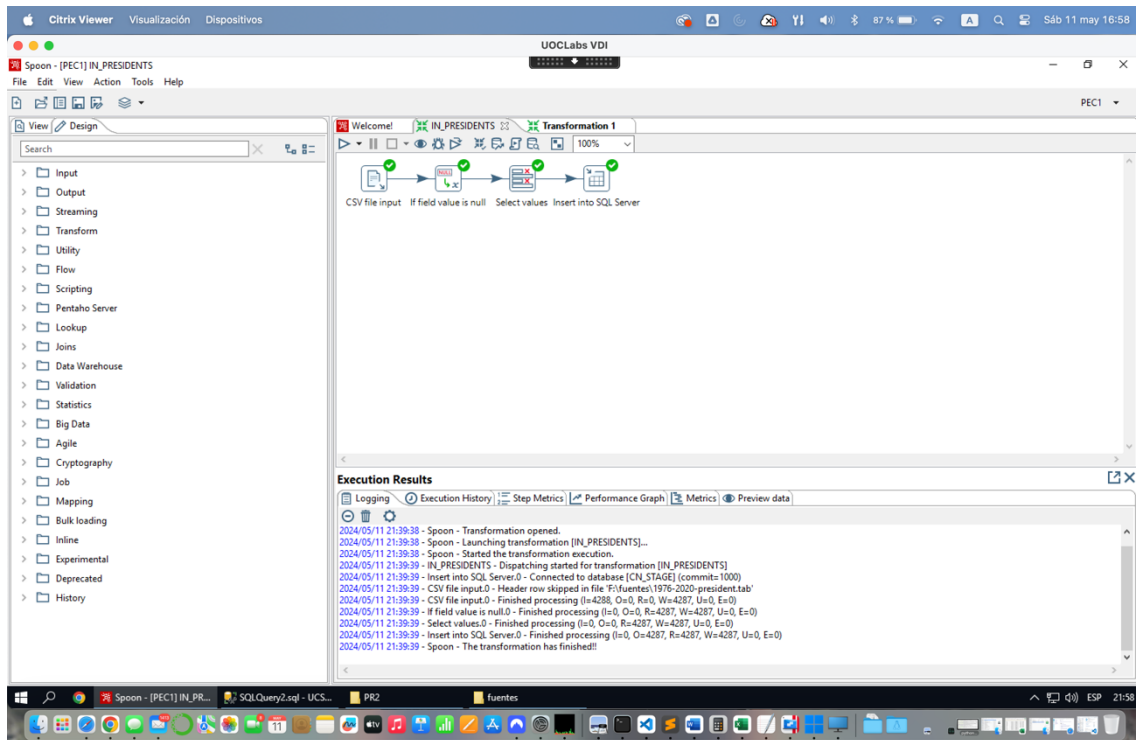 Citrix Viewer Visualización Dispositivos 87 % A Sáb 11 may 16:58
UOCLabs VDI
Spoon - [PEC1] IN_PRESIDENTS
File Edit View Action Tools Help
PEC1
View Design
Welcome! IN_PRESIDENTS Transformation 1
Search
100%
Input
Output
Streaming
Transform
Utility
Flow
Scripting
Pentaho Server
Lookup
Joins
Data Warehouse
Validation
Statistics
Big Data
Agile
Cryptography
Job
Mapping
Bulk loading
Inline
Experimental
Deprecated
History
NULL
CSV file input If field value is null Select values Insert into SQL Server
Execution Results
Logging Execution History Step Metrics Performance Graph Metrics Preview data
2024/05/11 21:39:38 - Spoon - Transformation opened.
2024/05/11 21:39:38 - Spoon - Launching transformation [IN_PRESIDENTS]...
2024/05/11 21:39:38 - Spoon - Started the transformation execution.
2024/05/11 21:39:39 - IN_PRESIDENTS - Dispatching started for transformation [IN_PRESIDENTS]
2024/05/11 21:39:39 - Insert into SQL Server.0 - Connected to database [CN_STAGE] (commit=1000)
2024/05/11 21:39:39 - CSV file input.0 - Header row skipped in file 'F:\fuentes\1976-2020-president.tab'
2024/05/11 21:39:39 - CSV file input.0 - Finished processing (I=4288, O=0, R=0, W=4287, U=0, E=0)
2024/05/11 21:39:39 - If field value is null.0 - Finished processing (I=0, O=0, R=4287, W=4287, U=0, E=0)
2024/05/11 21:39:39 - Select values.0 - Finished processing (I=0, O=0, R=4287, W=4287, U=0, E=0)
2024/05/11 21:39:39 - Insert into SQL Server.0 - Finished processing (I=0, O=4287, R=4287, W=4287, U=0, E=0)
2024/05/11 21:39:39 - Spoon - The transformation has finished!!
Spoon - [PEC1] IN_PR... SQLQuery2.sql - UCS... PR2 fuentes ESP 21:58